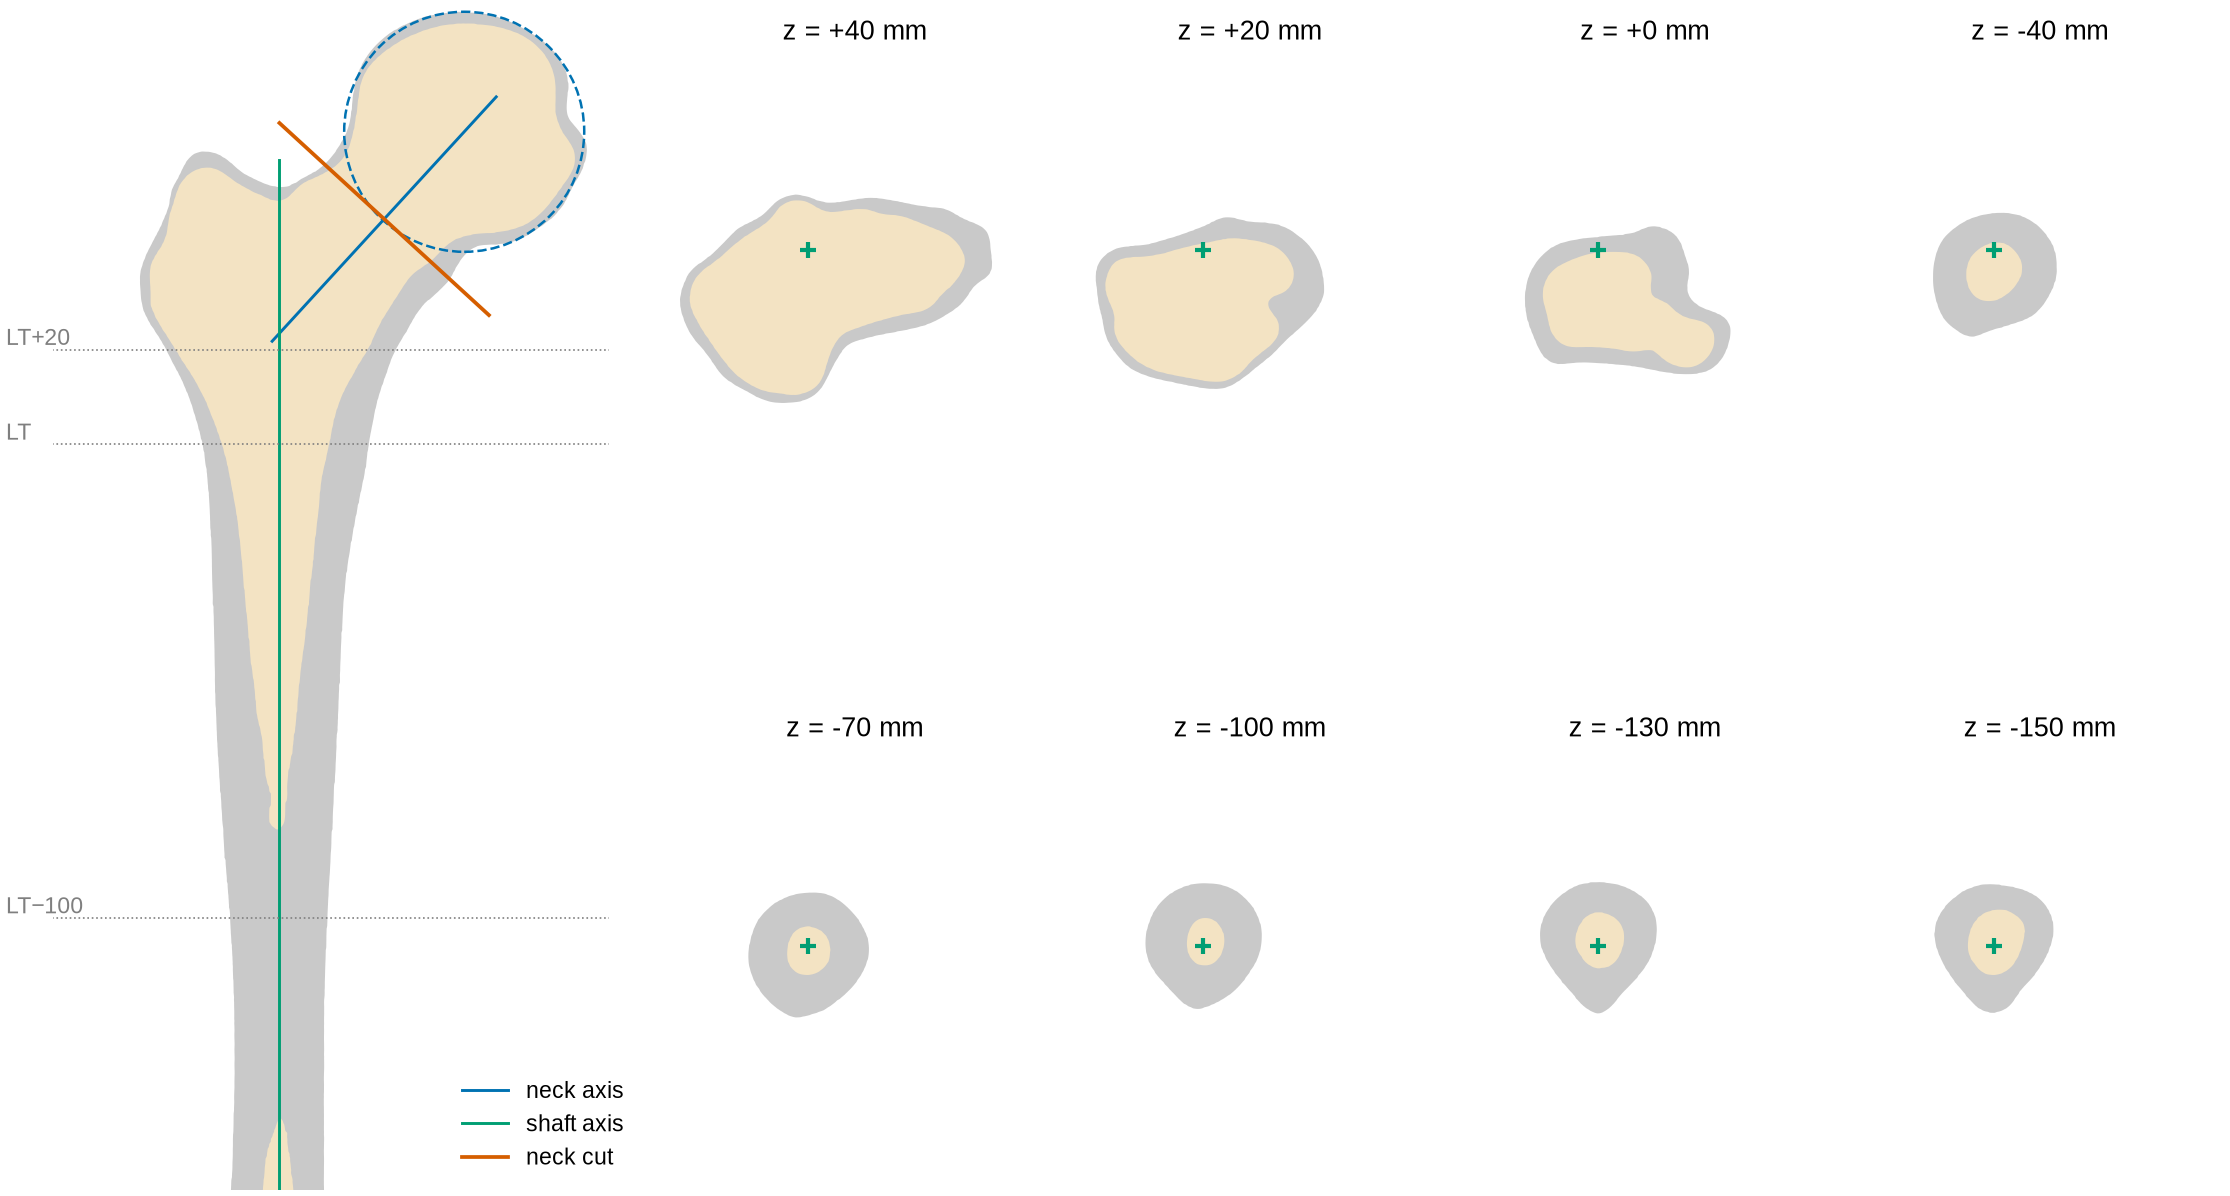 z = +40 mm
z = +20 mm
z = +0 mm
z = -40 mm
LT+20
LT
z = -70 mm
z = -100 mm
z = -130 mm
z = -150 mm
LT−100
neck axis
shaft axis
neck cut